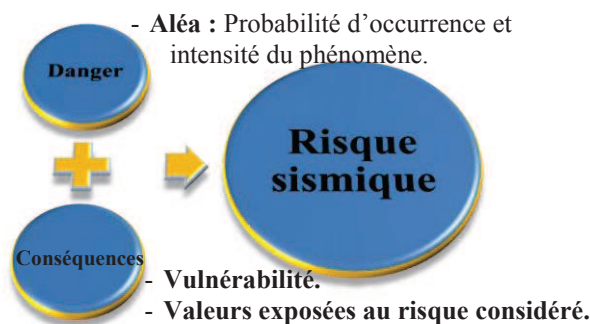 - Aléa : Probabilité d’occurrence et
intensité du phénomène.
Danger
Risque
sismique
Conséquences
- Vulnérabilité.
- Valeurs exposées au risque considéré.